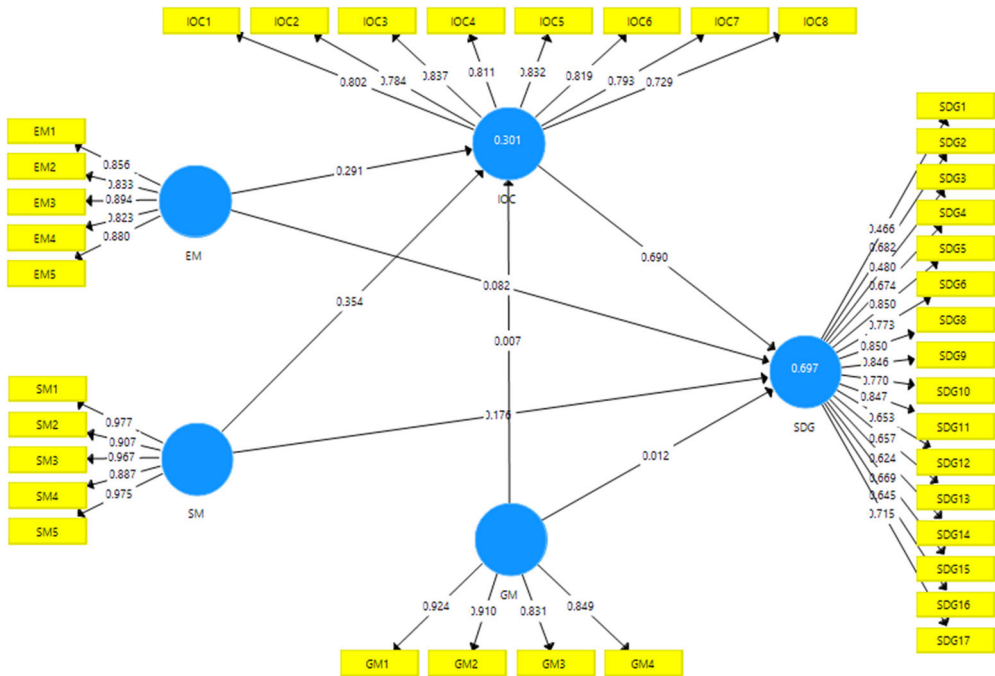 IOC1 IOC2 IOC3 IOC4 IOC5 IOC6 IOC7 IOC8
0.802 0.784 0.837 0.811 0.832 0.819 0.793 0.729
EM1
EM2
EM3
EM4
EM5
0.856
0.833
0.894
0.823
0.880
EM
0.301
IOC
0.291
0.354
0.082
0.007
0.690
0.176
0.012
SM1
SM2
SM3
SM4
SM5
0.977
0.907
0.967
0.887
0.975
SM
GM
0.924 0.910 0.831 0.849
GM1 GM2 GM3 GM4
0.697
SDG
0.466
0.682
0.480
0.674
0.850
0.773
0.850
0.846
0.770
0.847
0.653
0.657
0.624
0.669
0.645
0.715
SDG1
SDG2
SDG3
SDG4
SDG5
SDG6
SDG8
SDG9
SDG10
SDG11
SDG12
SDG13
SDG14
SDG15
SDG16
SDG17